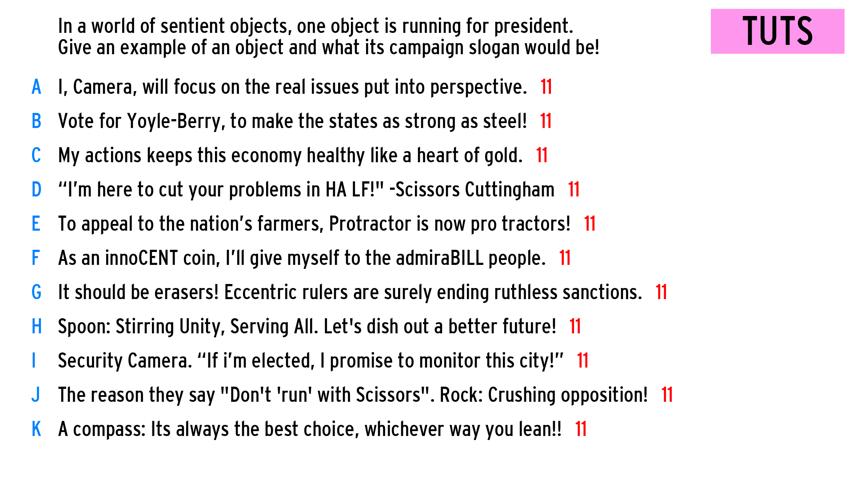 In a world of sentient objects, one object is running for president.
TUTS
Give an example of an object and what its campaign slogan would be!
A I, Camera, will focus on the real issues put into perspective. 11
B Vote for Yoyle-Berry, to make the states as strong as steel! 11
C My actions keeps this economy healthy like a heart of gold. 11
D “I’m here to cut your problems in HA LF!" -Scissors Cuttingham 11
E To appeal to the nation’s farmers, Protractor is now pro tractors! 11
F As an innoCENT coin, I’ll give myself to the admiraBILL people. 11
G It should be erasers! Eccentric rulers are surely ending ruthless sanctions. 11
H Spoon: Stirring Unity, Serving All. Let's dish out a better future! 11
I Security Camera. “If i’m elected, I promise to monitor this city!” 11
J The reason they say "Don't 'run' with Scissors". Rock: Crushing opposition! 11
K A compass: Its always the best choice, whichever way you lean!! 11